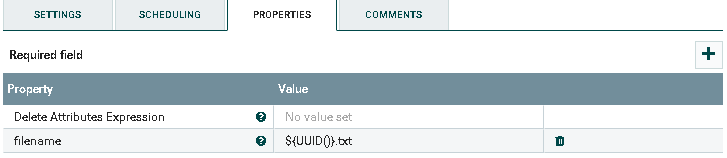 SETTINGS SCHEDULING PROPERTIES COMMENTS
Required field
Property Value
Delete Attributes Expression No value set
filename ${UUID()}.txt